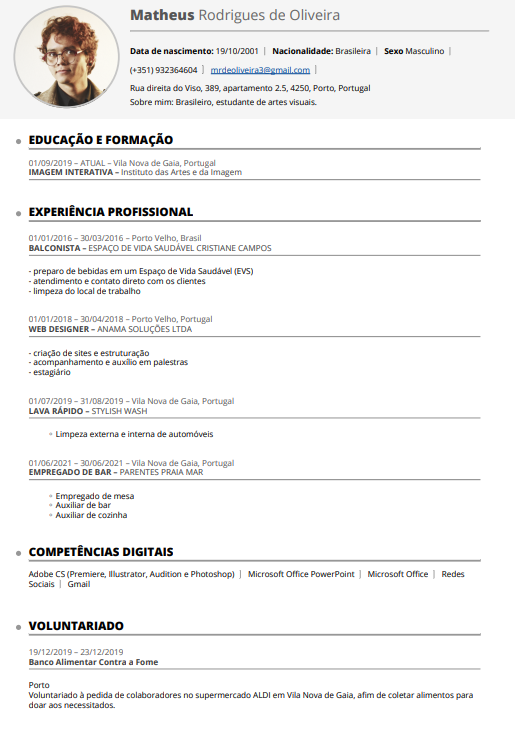 Matheus Rodrigues de Oliveira
Data de nascimento: 19/10/2001 | Nacionalidade: Brasileira | Sexo Masculino |
(+351) 932364604 | mrdeoliveira3@gmail.com |
Rua direita do Viso, 389, apartamento 2.5, 4250, Porto, Portugal
Sobre mim: Brasileiro, estudante de artes visuais.
EDUCAÇÃO E FORMAÇÃO
01/09/2019 – ATUAL – Vila Nova de Gaia, Portugal
IMAGEM INTERATIVA – Instituto das Artes e da Imagem
EXPERIÊNCIA PROFISSIONAL
01/01/2016 – 30/03/2016 – Porto Velho, Brasil
BALCONISTA – ESPAÇO DE VIDA SAUDÁVEL CRISTIANE CAMPOS
- preparo de bebidas em um Espaço de Vida Saudável (EVS)
- atendimento e contato direto com os clientes
- limpeza do local de trabalho
01/01/2018 – 30/04/2018 – Porto Velho, Portugal
WEB DESIGNER – ANAMA SOLUÇÕES LTDA
- criação de sites e estruturação
- acompanhamento e auxílio em palestras
- estagiário
01/07/2019 – 31/08/2019 – Vila Nova de Gaia, Portugal
LAVA RÁPIDO – STYLISH WASH
Limpeza externa e interna de automóveis
01/06/2021 – 30/06/2021 – Vila Nova de Gaia, Portugal
EMPREGADO DE BAR – PARENTES PRAIA MAR
Empregado de mesa
Auxiliar de bar
Auxiliar de cozinha
COMPETÊNCIAS DIGITAIS
Adobe CS (Premiere, Illustrator, Audition e Photoshop) | Microsoft Office PowerPoint | Microsoft Office | Redes
Sociais | Gmail
VOLUNTARIADO
19/12/2019 – 23/12/2019
Banco Alimentar Contra a Fome
Porto
Voluntariado à pedida de colaboradores no supermercado ALDI em Vila Nova de Gaia, afim de coletar alimentos para
doar aos necessitados.